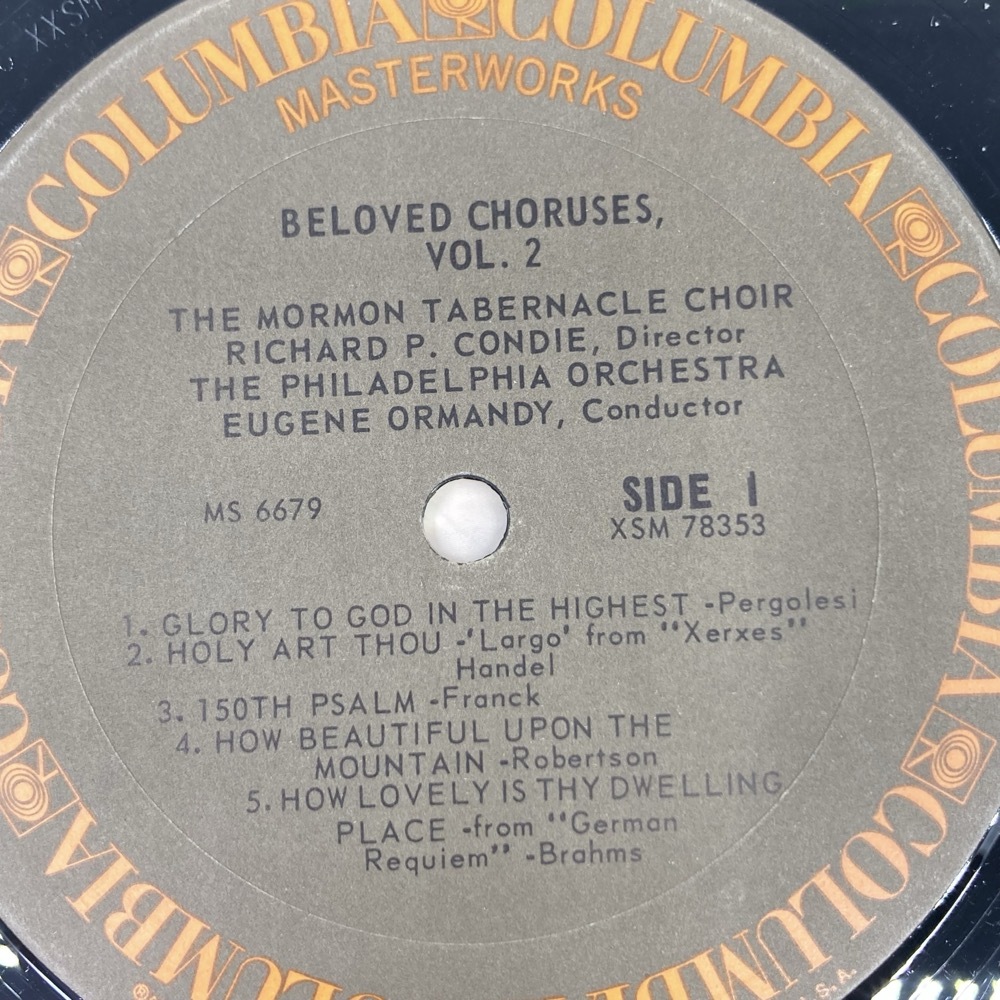 XXSM
COLUMBIA COLUMBIA COLUMBIA COLUMBIA
MASTERWORKS
BELOVED CHORUSES,
VOL. 2
THE MORMON TABERNACLE CHOIR
RICHARD P. CONDIE, Director
THE PHILADELPHIA ORCHESTRA
EUGENE ORMANDY, Conductor
MS 6679
SIDE 1
XSM 78353
1. GLORY TO GOD IN THE HIGHEST -Pergolesi
2. HOLY ART THOU -'Largo' from "Xerxes"
Handel
3. 150TH PSALM -Franck
4. HOW BEAUTIFUL UPON THE
MOUNTAIN -Robertson
5. HOW LOVELY IS THY DWELLING
PLACE -from "German
Requiem" -Brahms